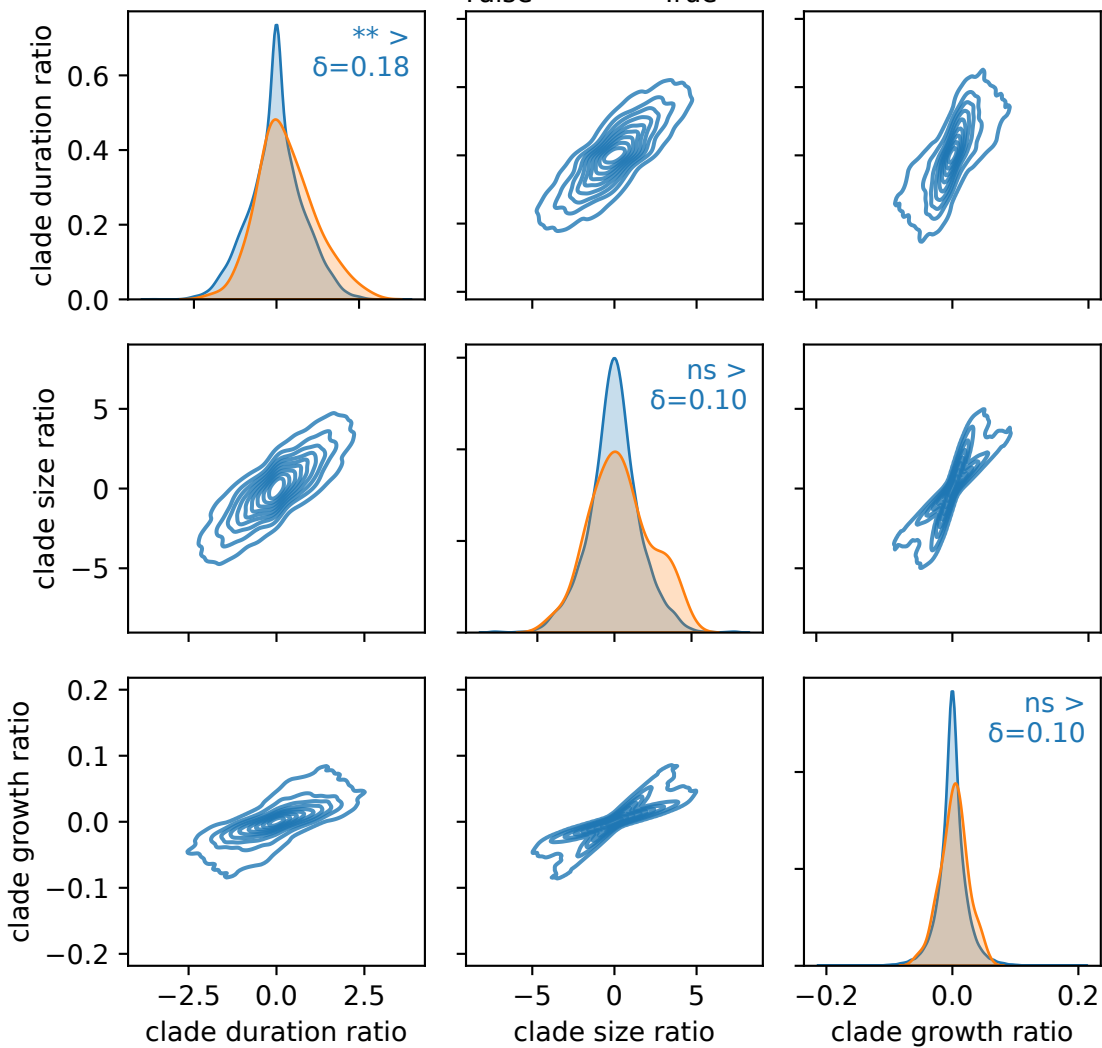 False True
clade duration ratio
0.6
0.4
0.2
0.0
** >
δ=0.18
clade size ratio
5
0
−5
ns >
δ=0.10
clade growth ratio
0.2
0.1
0.0
−0.1
−0.2
ns >
δ=0.10
−2.5 0.0 2.5
−5 0 5
−0.2 0.0 0.2
clade duration ratio
clade size ratio
clade growth ratio